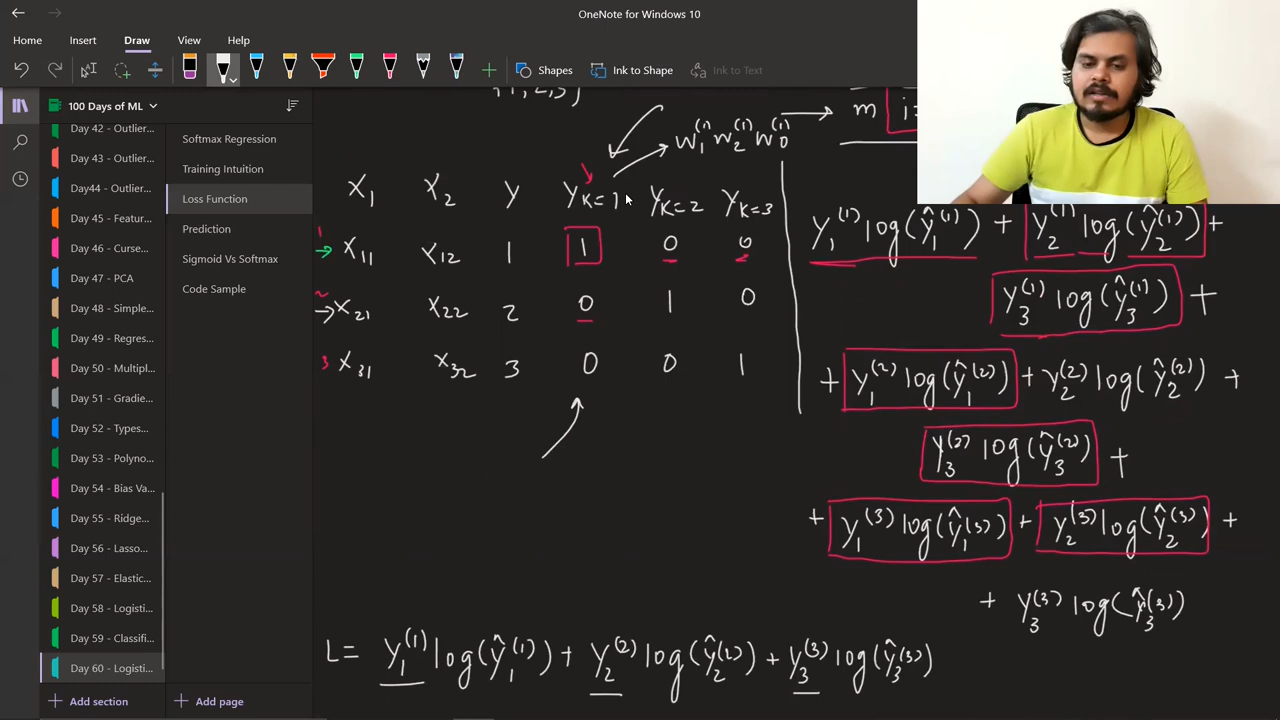 OneNote for Windows 10
Home Insert Draw View Help
Shapes Ink to Shape Ink to Text
100 Days of ML
Day 42 - Outlier...
Day 43 - Outlier...
Day44 - Outlier...
Day 45 - Featur...
Day 46 - Curse...
Day 47 - PCA
Day 48 - Simple...
Day 49 - Regres...
Day 50 - Multipl...
Day 51 - Gradie...
Day 52 - Types...
Day 53 - Polyno...
Day 54 - Bias Va...
Day 55 - Ridge...
Day 56 - Lasso...
Day 57 - Elastic...
Day 58 - Logisti...
Day 59 - Classifi...
Day 60 - Logisti...
Add section
Softmax Regression
Training Intuition
Loss Function
Prediction
Sigmoid Vs Softmax
Code Sample
Add page
w₁⁽¹⁾ w₂⁽¹⁾ w₀⁽¹⁾ → m i=
X₁ X₂ Y Y_K=1 Y_K=2 Y_K=3
1 → X₁₁ X₁₂ 1 1 0 0
2 → X₂₁ X₂₂ 2 0 1 0
3 X₃₁ X₃₂ 3 0 0 1
y₁⁽¹⁾ log(ŷ₁⁽¹⁾) + y₂⁽¹⁾ log(ŷ₂⁽¹⁾) +
y₃⁽¹⁾ log(ŷ₃⁽¹⁾) +
+ y₁⁽²⁾ log(ŷ₁⁽²⁾) + y₂⁽²⁾ log(ŷ₂⁽²⁾) +
y₃⁽²⁾ log(ŷ₃⁽²⁾) +
+ y₁⁽³⁾ log(ŷ₁⁽³⁾) + y₂⁽³⁾ log(ŷ₂⁽³⁾) +
+ y₃⁽³⁾ log(ŷ₃⁽³⁾)
L = y₁⁽¹⁾ log(ŷ₁⁽¹⁾) + y₂⁽²⁾ log(ŷ₂⁽²⁾) + y₃⁽³⁾ log(ŷ₃⁽³⁾)